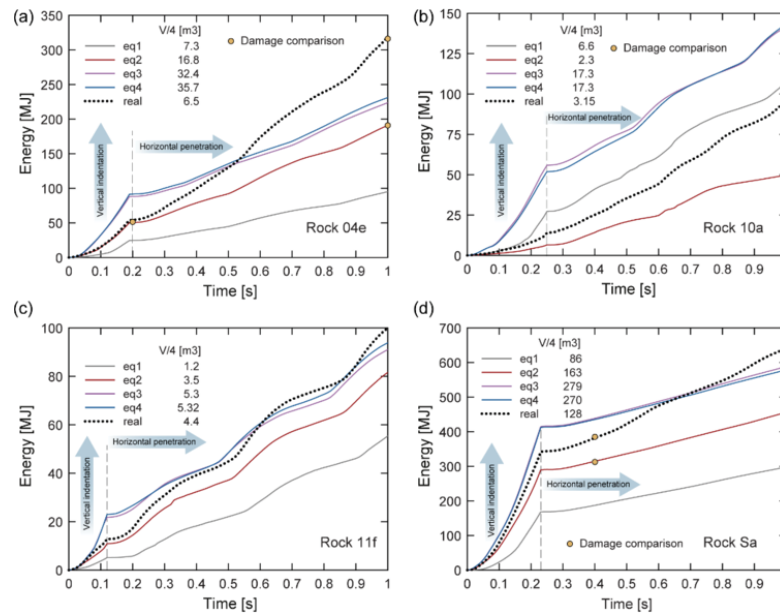 (a)
350
300
250
200
150
100
50
0
Energy [MJ]
V/4 [m3]
eq1 7.3
eq2 16.8
eq3 32.4
eq4 35.7
real 6.5
Damage comparison
Vertical indentation
Horizontal penetration
Rock 04e
0 0.1 0.2 0.3 0.4 0.5 0.6 0.7 0.8 0.9 1
Time [s]
(b)
150
125
100
75
50
25
0
Energy [MJ]
V/4 [m3]
eq1 6.6
eq2 2.3
eq3 17.3
eq4 17.3
real 3.15
Damage comparison
Vertical indentation
Horizontal penetration
Rock 10a
0 0.1 0.2 0.3 0.4 0.5 0.6 0.7 0.8 0.9
Time [s]
(c)
100
80
60
40
20
0
Energy [MJ]
V/4 [m3]
eq1 1.2
eq2 3.5
eq3 5.3
eq4 5.32
real 4.4
Vertical indentation
Horizontal penetration
Rock 11f
0 0.1 0.2 0.3 0.4 0.5 0.6 0.7 0.8 0.9 1
Time [s]
(d)
700
600
500
400
300
200
100
0
Energy [MJ]
V/4 [m3]
eq1 86
eq2 163
eq3 279
eq4 270
real 128
Vertical indentation
Horizontal penetration
Damage comparison
Rock Sa
0 0.1 0.2 0.3 0.4 0.5 0.6 0.7 0.8 0.9
Time [s]